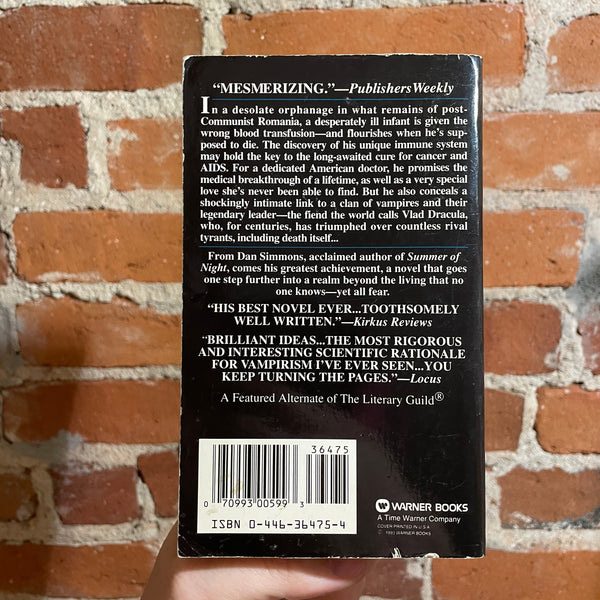 “MESMERIZING.”—Publishers Weekly
In a desolate orphanage in what remains of post-
Communist Romania, a desperately ill infant is given the
wrong blood transfusion—and flourishes when he's sup-
posed to die. The discovery of his unique immune system
may hold the key to the long-awaited cure for cancer and
AIDS. For a dedicated American doctor, he promises the
medical breakthrough of a lifetime, as well as a very special
love she's never been able to find. But he also conceals a
shockingly intimate link to a clan of vampires and their
legendary leader—the fiend the world calls Vlad Dracula,
who, for centuries, has triumphed over countless rival
tyrants, including death itself...
From Dan Simmons, acclaimed author of Summer of
Night, comes his greatest achievement, a novel that goes
one step further into a realm beyond the living that no
one knows—yet all fear.
“HIS BEST NOVEL EVER...TOOTHSOMELY
WELL WRITTEN.”—Kirkus Reviews
“BRILLIANT IDEAS...THE MOST RIGOROUS
AND INTERESTING SCIENTIFIC RATIONALE
FOR VAMPIRISM I'VE EVER SEEN...YOU
KEEP TURNING THE PAGES.”—Locus
A Featured Alternate of The Literary Guild®
36475
0 70993 00599 3
ISBN 0-446-36475-4
WARNER BOOKS
A Time Warner Company
COVER PRINTED IN U.S.A.
© 1993 WARNER BOOKS